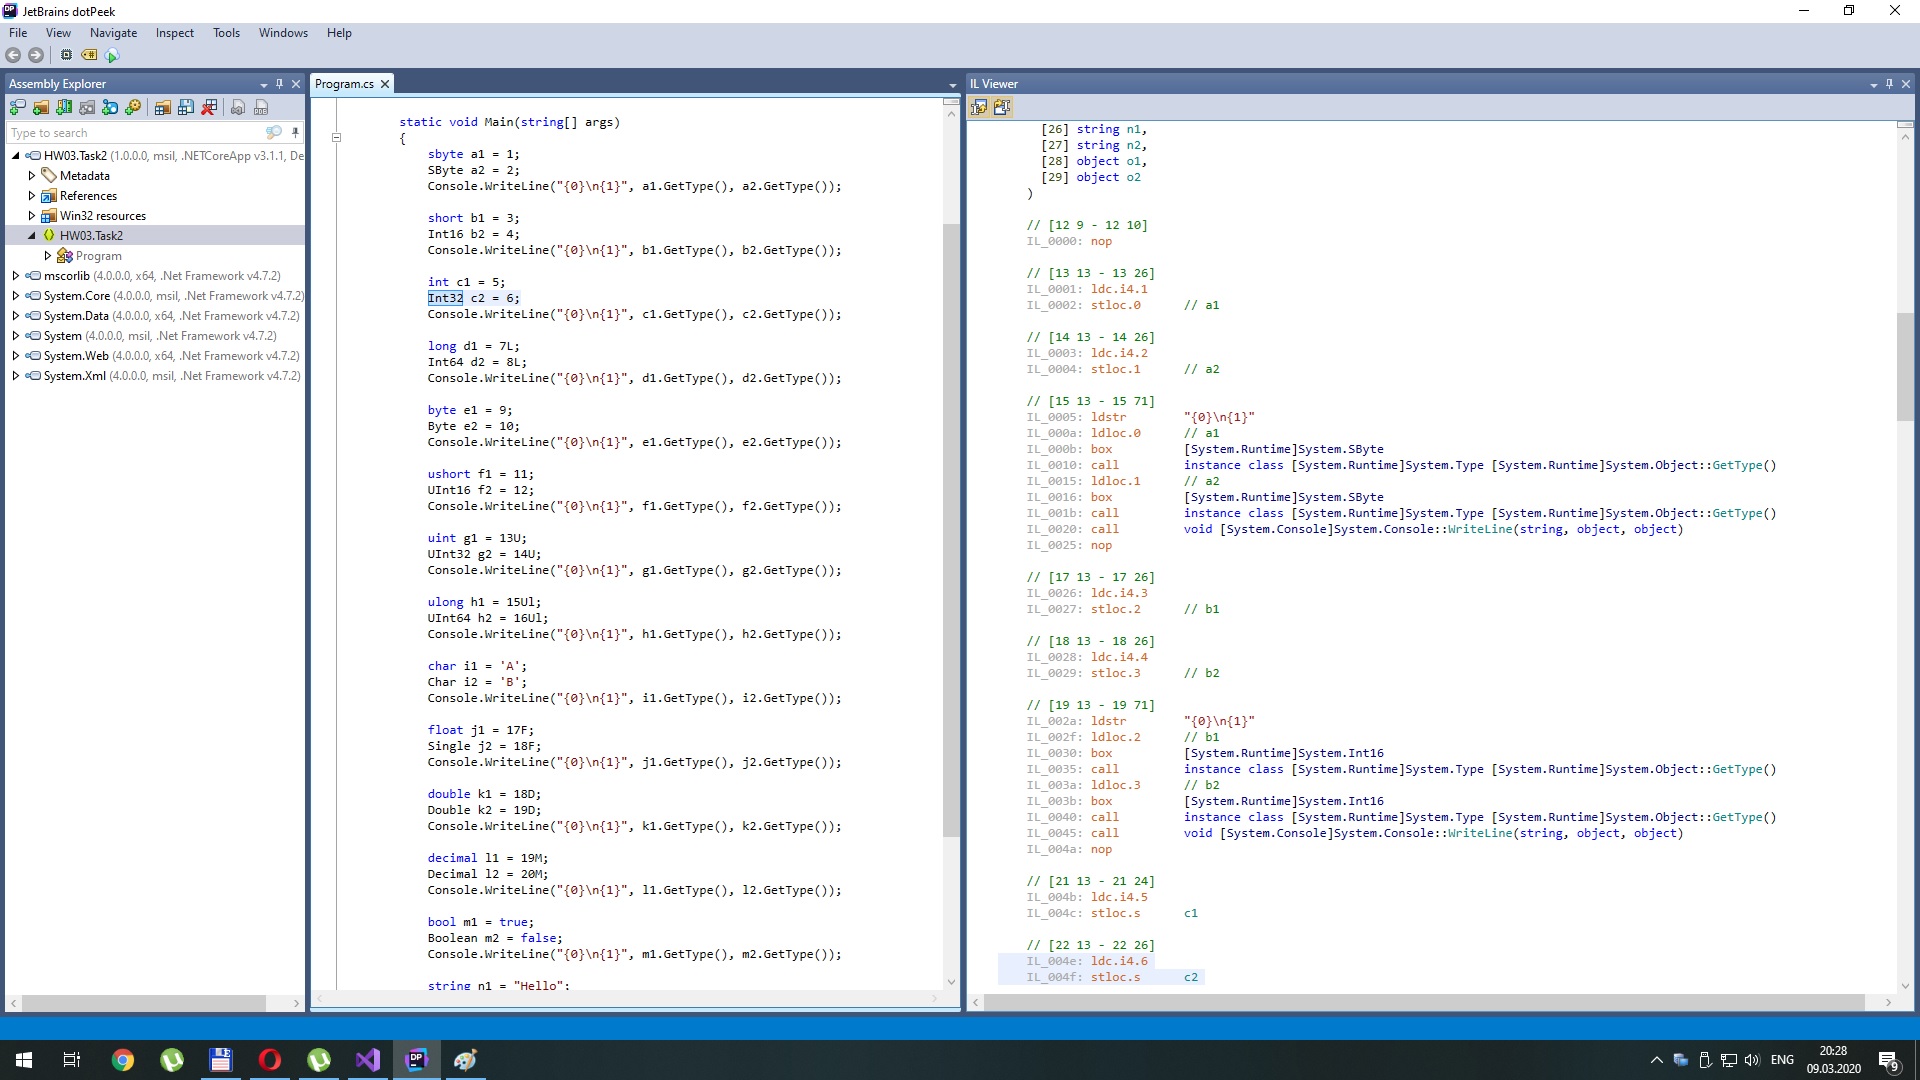 JetBrains dotPeek
File View Navigate Inspect Tools Windows Help
Assembly Explorer
Type to search
HW03.Task2 (1.0.0.0, msil, .NETCoreApp v3.1.1, De
Metadata
References
Win32 resources
HW03.Task2
Program
mscorlib (4.0.0.0, x64, .Net Framework v4.7.2)
System.Core (4.0.0.0, msil, .Net Framework v4.7.2)
System.Data (4.0.0.0, x64, .Net Framework v4.7.2)
System (4.0.0.0, msil, .Net Framework v4.7.2)
System.Web (4.0.0.0, x64, .Net Framework v4.7.2)
System.Xml (4.0.0.0, msil, .Net Framework v4.7.2)
Program.cs
static void Main(string[] args)
{
sbyte a1 = 1;
SByte a2 = 2;
Console.WriteLine("{0}\n{1}", a1.GetType(), a2.GetType());
short b1 = 3;
Int16 b2 = 4;
Console.WriteLine("{0}\n{1}", b1.GetType(), b2.GetType());
int c1 = 5;
Int32 c2 = 6;
Console.WriteLine("{0}\n{1}", c1.GetType(), c2.GetType());
long d1 = 7L;
Int64 d2 = 8L;
Console.WriteLine("{0}\n{1}", d1.GetType(), d2.GetType());
byte e1 = 9;
Byte e2 = 10;
Console.WriteLine("{0}\n{1}", e1.GetType(), e2.GetType());
ushort f1 = 11;
UInt16 f2 = 12;
Console.WriteLine("{0}\n{1}", f1.GetType(), f2.GetType());
uint g1 = 13U;
UInt32 g2 = 14U;
Console.WriteLine("{0}\n{1}", g1.GetType(), g2.GetType());
ulong h1 = 15Ul;
UInt64 h2 = 16Ul;
Console.WriteLine("{0}\n{1}", h1.GetType(), h2.GetType());
char i1 = 'A';
Char i2 = 'B';
Console.WriteLine("{0}\n{1}", i1.GetType(), i2.GetType());
float j1 = 17F;
Single j2 = 18F;
Console.WriteLine("{0}\n{1}", j1.GetType(), j2.GetType());
double k1 = 18D;
Double k2 = 19D;
Console.WriteLine("{0}\n{1}", k1.GetType(), k2.GetType());
decimal l1 = 19M;
Decimal l2 = 20M;
Console.WriteLine("{0}\n{1}", l1.GetType(), l2.GetType());
bool m1 = true;
Boolean m2 = false;
Console.WriteLine("{0}\n{1}", m1.GetType(), m2.GetType());
string n1 = "Hello";
IL Viewer
[26] string n1,
[27] string n2,
[28] object o1,
[29] object o2
)
// [12 9 - 12 10]
IL_0000: nop
// [13 13 - 13 26]
IL_0001: ldc.i4.1
IL_0002: stloc.0 // a1
// [14 13 - 14 26]
IL_0003: ldc.i4.2
IL_0004: stloc.1 // a2
// [15 13 - 15 71]
IL_0005: ldstr "{0}\n{1}"
IL_000a: ldloc.0 // a1
IL_000b: box [System.Runtime]System.SByte
IL_0010: call instance class [System.Runtime]System.Type [System.Runtime]System.Object::GetType()
IL_0015: ldloc.1 // a2
IL_0016: box [System.Runtime]System.SByte
IL_001b: call instance class [System.Runtime]System.Type [System.Runtime]System.Object::GetType()
IL_0020: call void [System.Console]System.Console::WriteLine(string, object, object)
IL_0025: nop
// [17 13 - 17 26]
IL_0026: ldc.i4.3
IL_0027: stloc.2 // b1
// [18 13 - 18 26]
IL_0028: ldc.i4.4
IL_0029: stloc.3 // b2
// [19 13 - 19 71]
IL_002a: ldstr "{0}\n{1}"
IL_002f: ldloc.2 // b1
IL_0030: box [System.Runtime]System.Int16
IL_0035: call instance class [System.Runtime]System.Type [System.Runtime]System.Object::GetType()
IL_003a: ldloc.3 // b2
IL_003b: box [System.Runtime]System.Int16
IL_0040: call instance class [System.Runtime]System.Type [System.Runtime]System.Object::GetType()
IL_0045: call void [System.Console]System.Console::WriteLine(string, object, object)
IL_004a: nop
// [21 13 - 21 24]
IL_004b: ldc.i4.5
IL_004c: stloc.s c1
// [22 13 - 22 26]
IL_004e: ldc.i4.6
IL_004f: stloc.s c2
ENG
20:28
09.03.2020
9